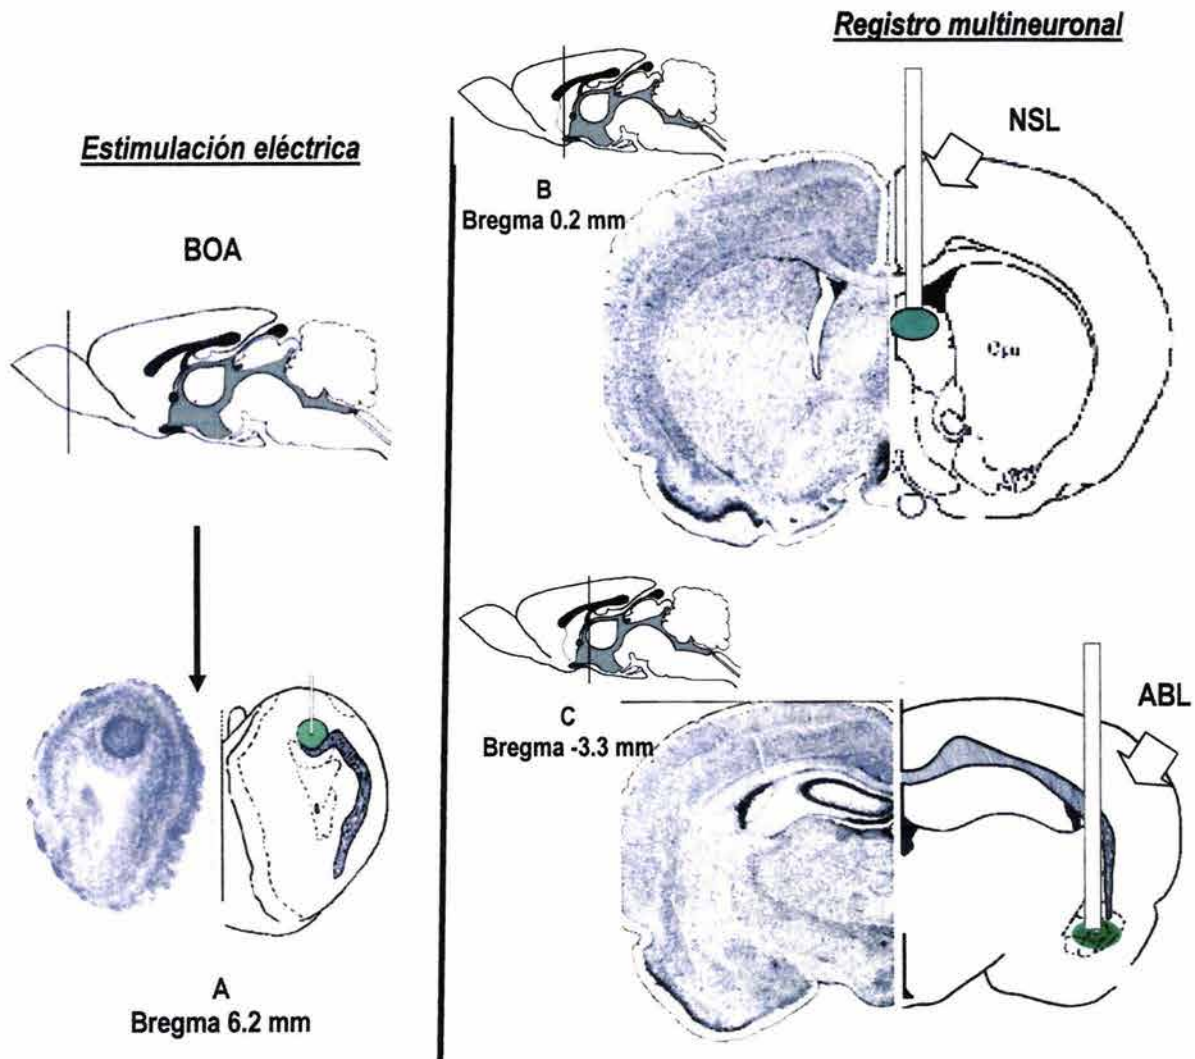 Estimulación eléctrica
BOA
A
Bregma 6.2 mm
Registro multineuronal
NSL
B
Bregma 0.2 mm
Cpu
C
Bregma -3.3 mm
ABL